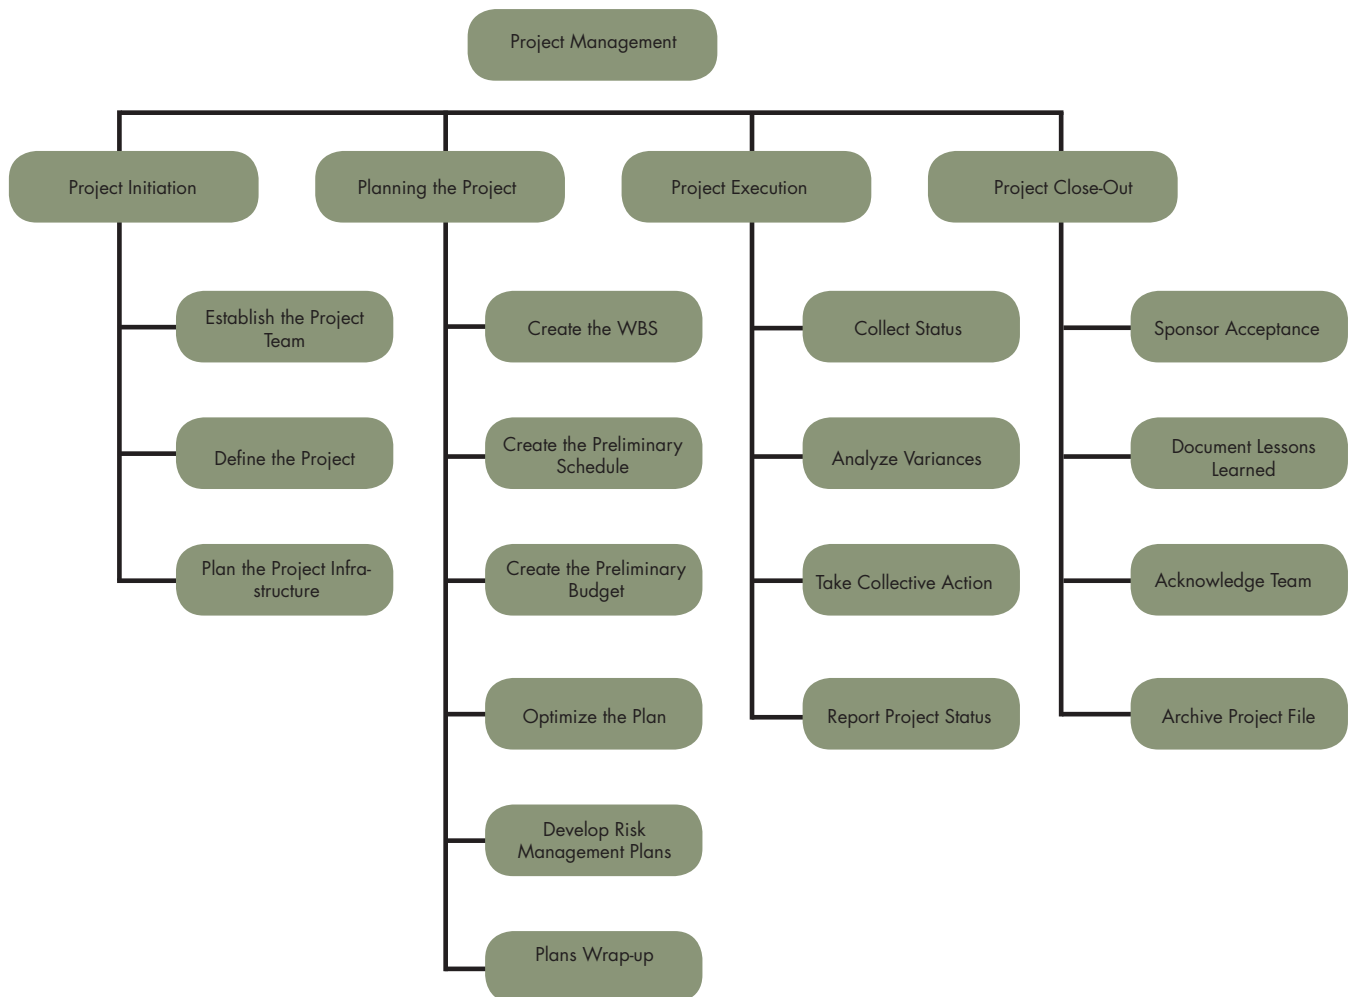 Project Management
Project Initiation
Planning the Project
Project Execution
Project Close-Out
Establish the Project
Team
Define the Project
Plan the Project Infra-
structure
Create the WBS
Create the Preliminary
Schedule
Create the Preliminary
Budget
Optimize the Plan
Develop Risk
Management Plans
Plans Wrap-up
Collect Status
Analyze Variances
Take Collective Action
Report Project Status
Sponsor Acceptance
Document Lessons
Learned
Acknowledge Team
Archive Project File